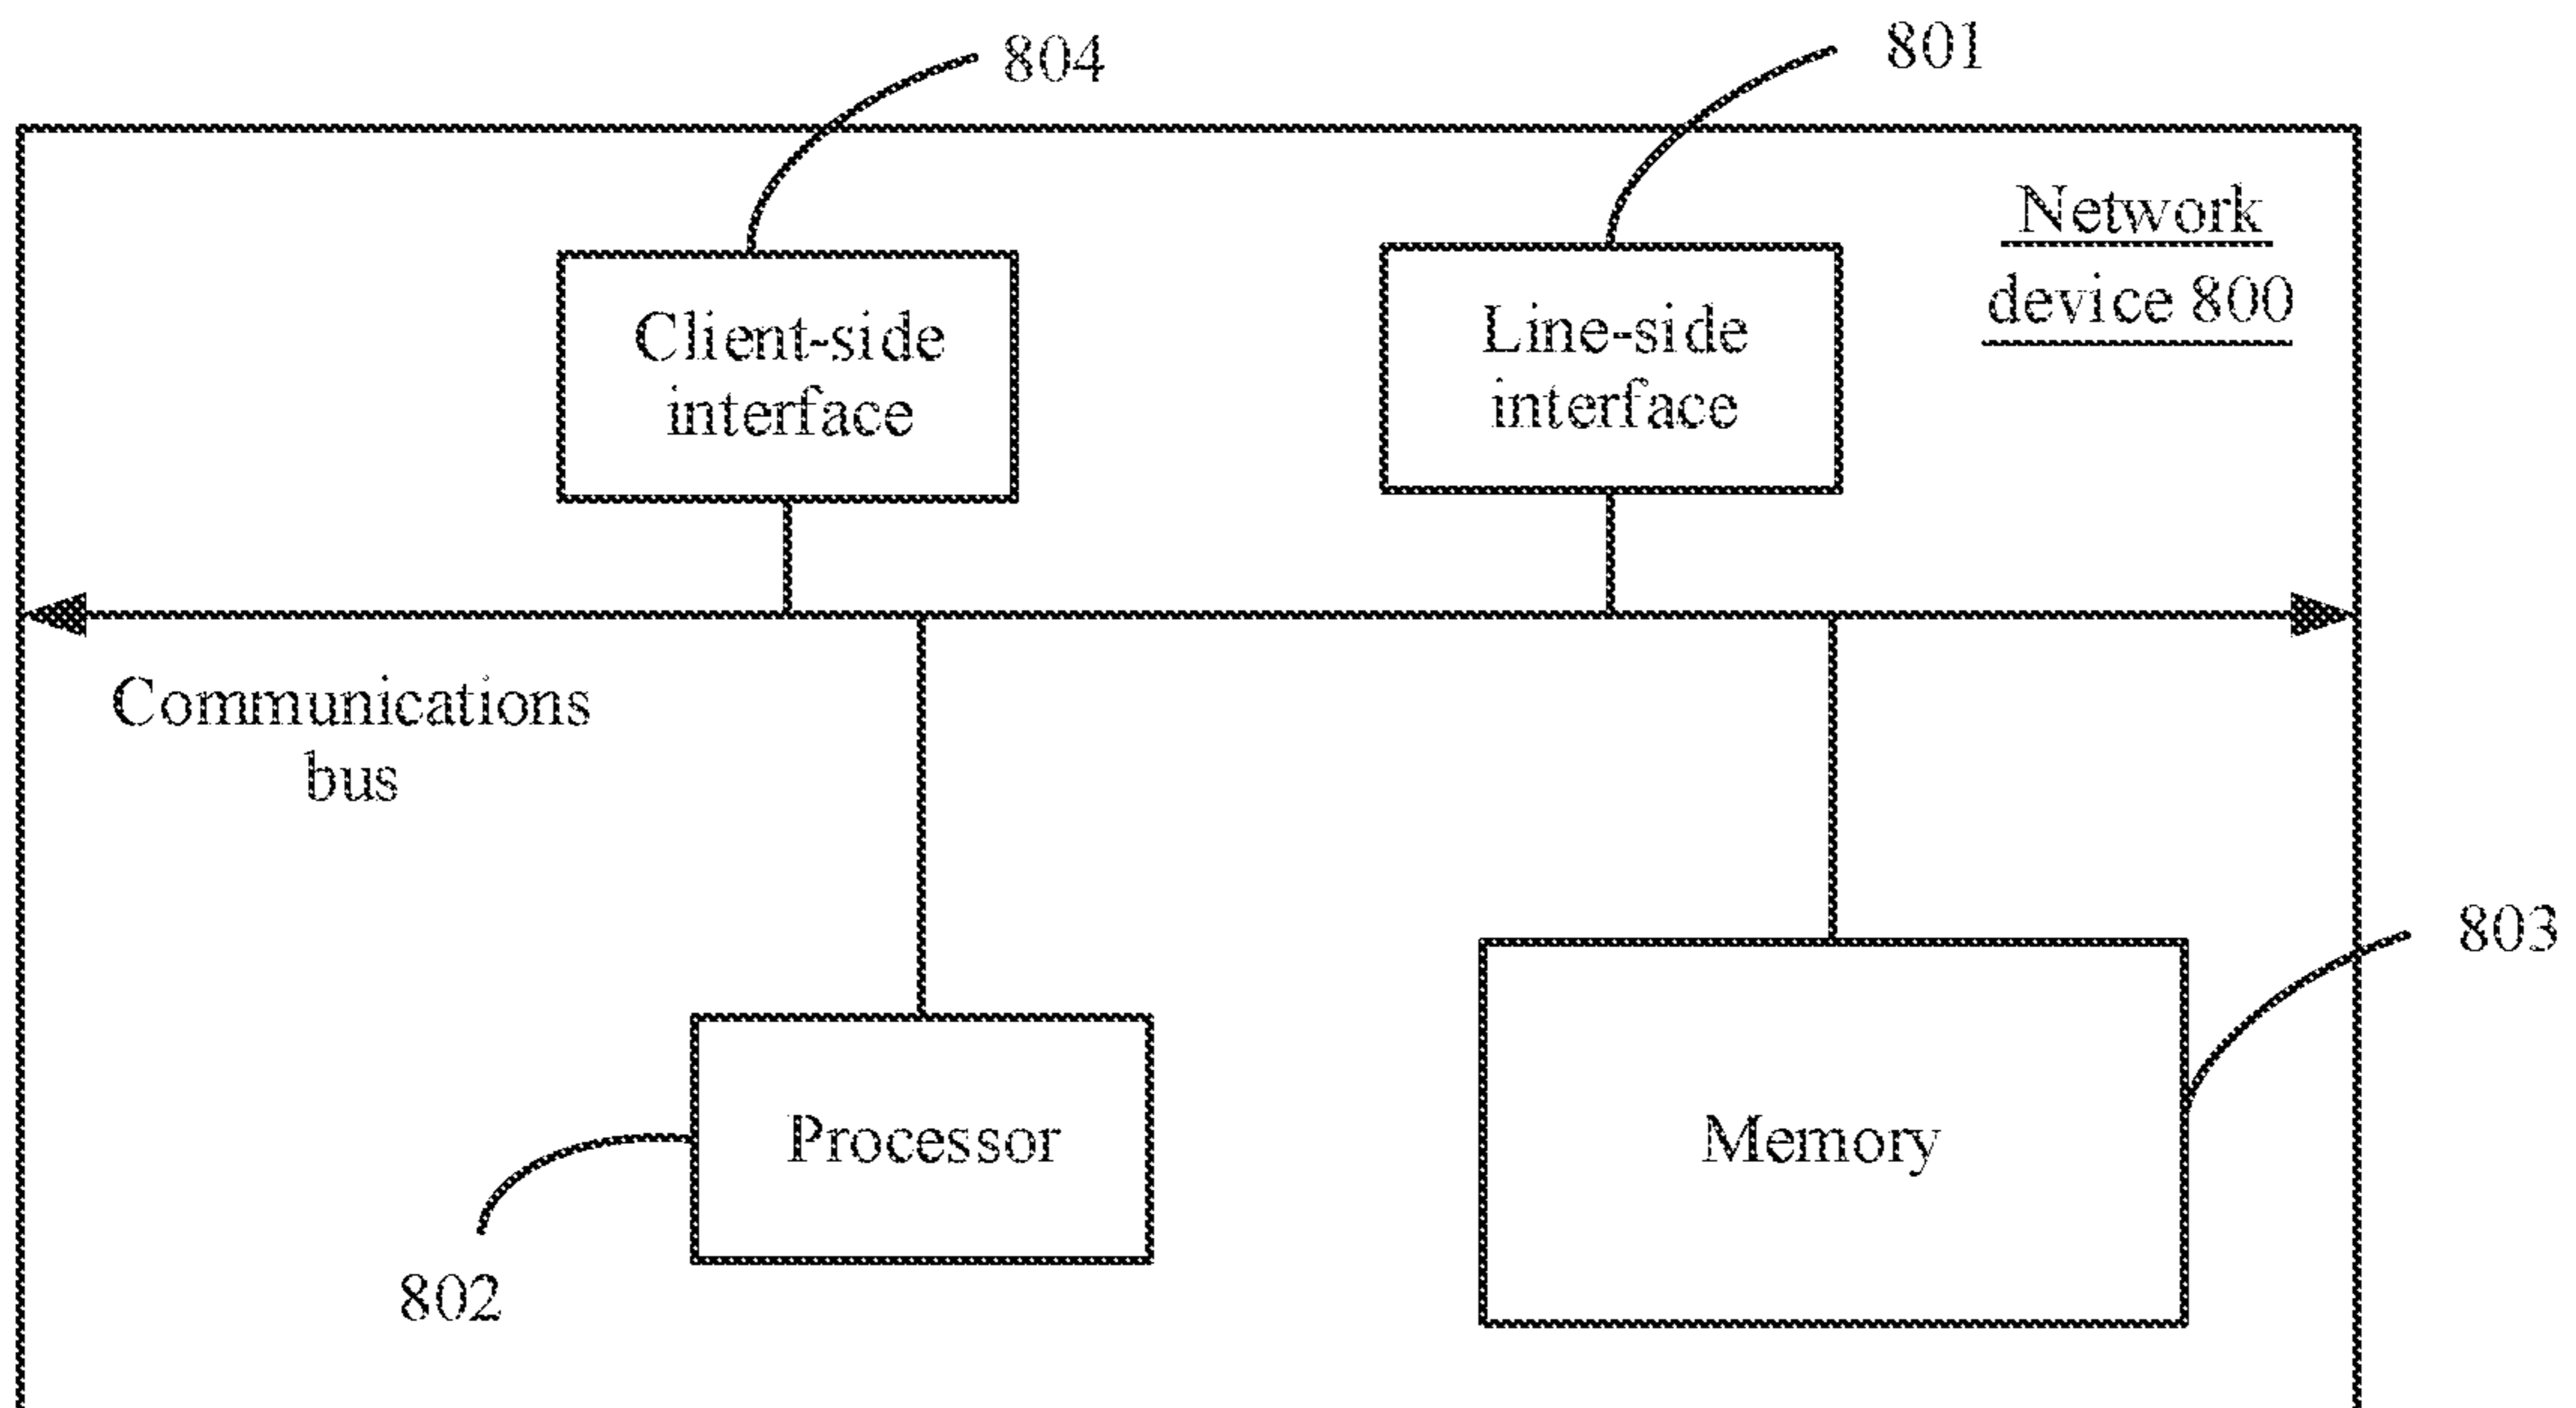 804
801
Network
device 800
Client-side
interface
Line-side
interface
Communications
bus
803
Processor
Memory
802